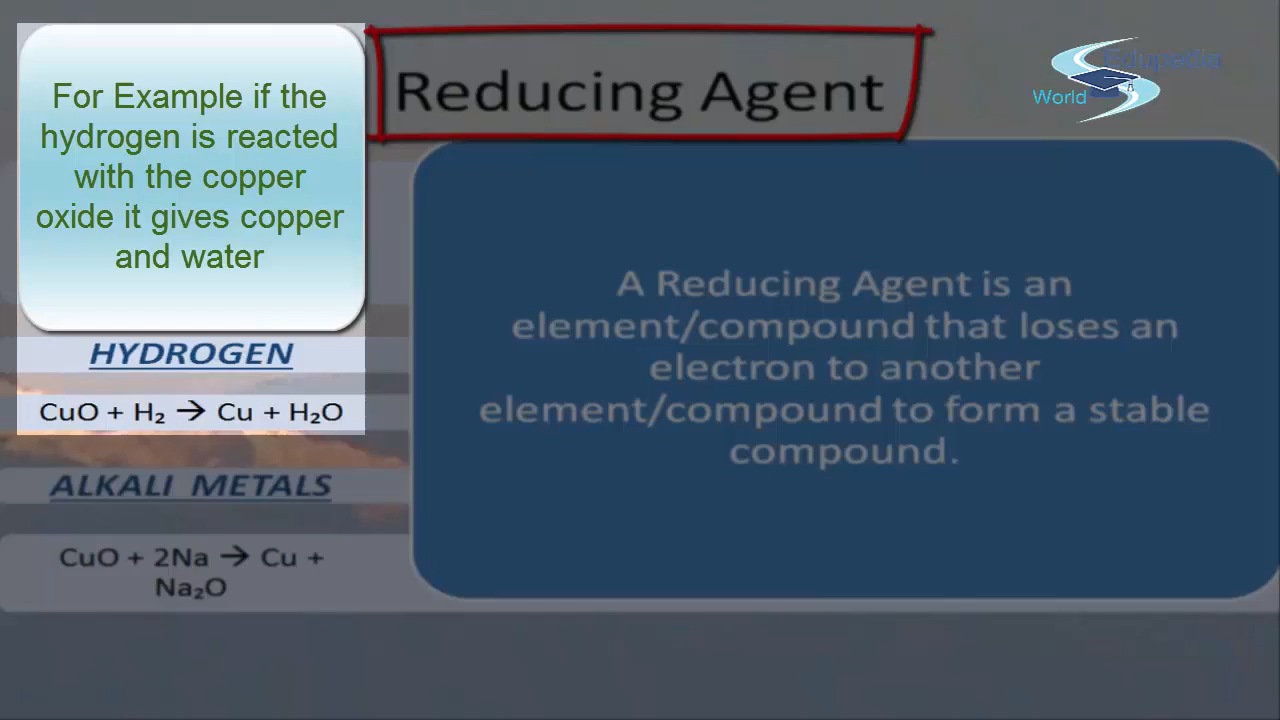 For Example if the
hydrogen is reacted
with the copper
oxide it gives copper
and water
Reducing Agent
Edupedia
World
A
HYDROGEN
CuO + H₂ → Cu + H₂O
ALKALI METALS
CuO + 2Na → Cu +
Na₂O
A Reducing Agent is an
element/compound that loses an
electron to another
element/compound to form a stable
compound.